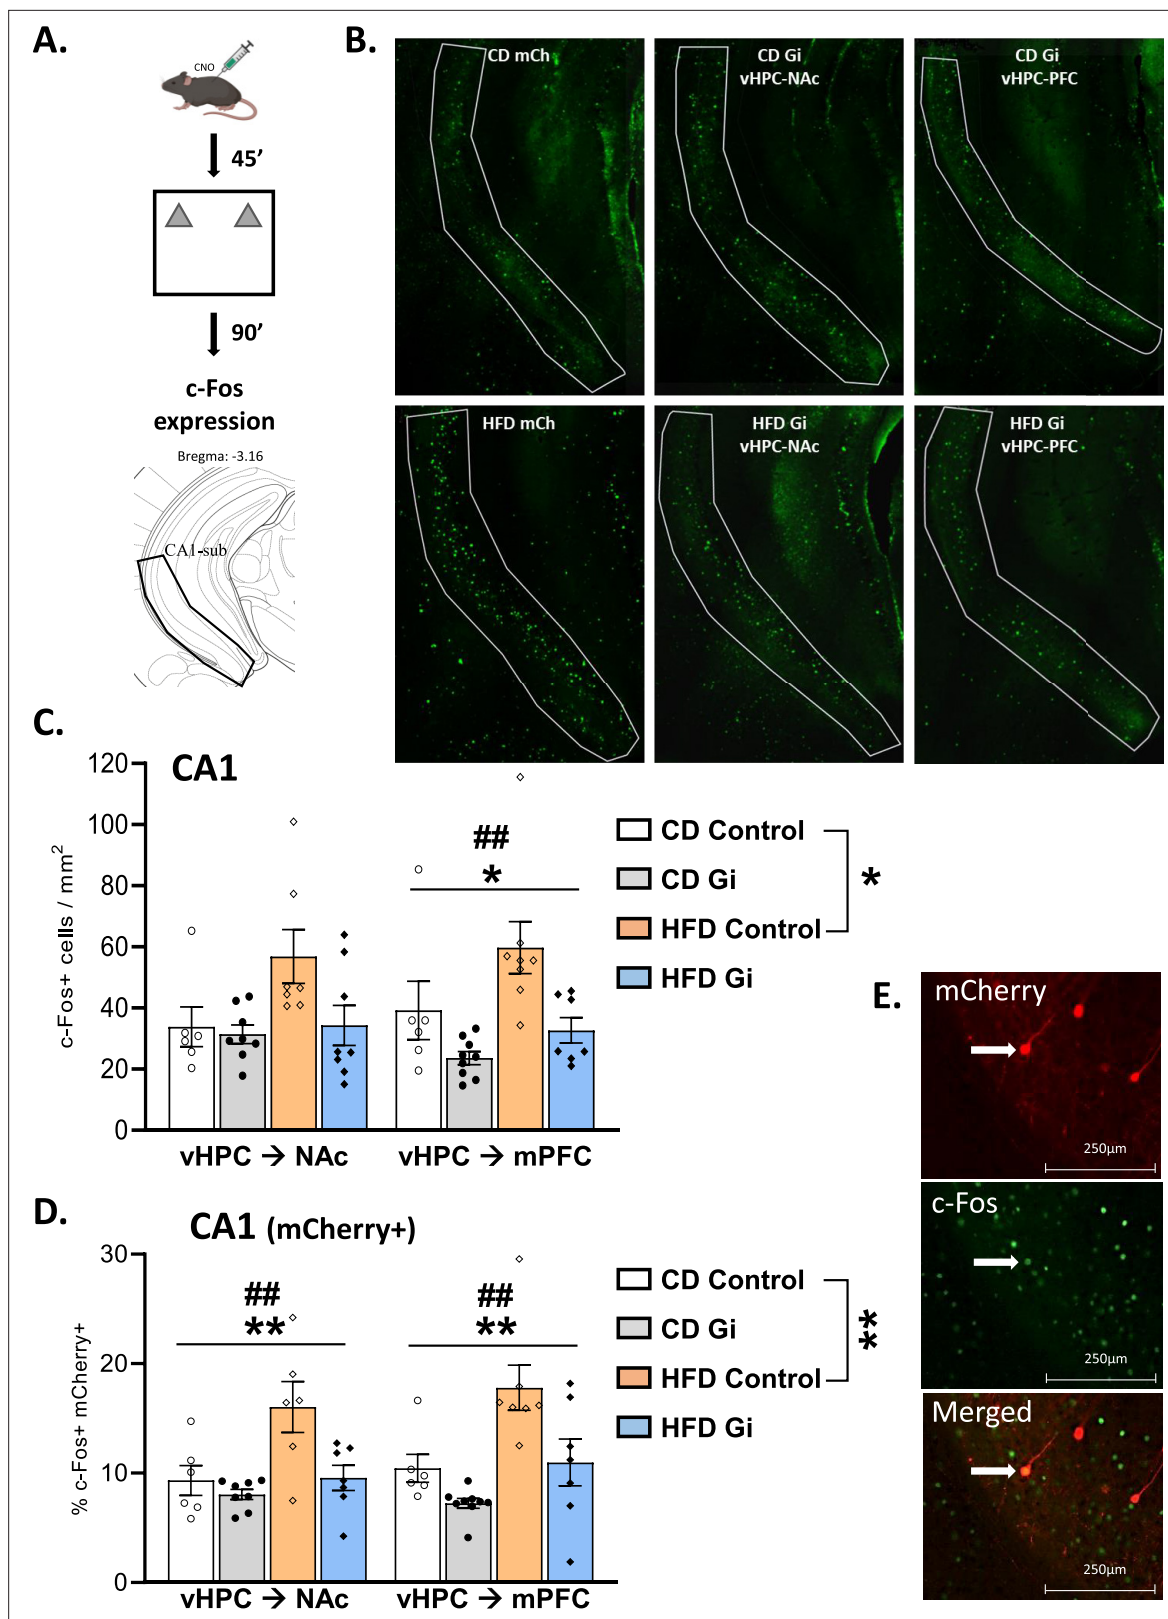 A.
CNO
45’
90’
c-Fos
expression
Bregma: -3.16
CA1-sub
B.
CD mCh
CD Gi
vHPC-NAc
CD Gi
vHPC-PFC
HFD mCh
HFD Gi
vHPC-NAc
HFD Gi
vHPC-PFC
C.
CA1
c-Fos+ cells / mm²
120
100
80
60
40
20
0
##
*
vHPC → NAc
vHPC → mPFC
CD Control
CD Gi
HFD Control
HFD Gi
*
D.
CA1 (mCherry+)
% c-Fos+ mCherry+
30
20
10
0
##
**
##
**
vHPC → NAc
vHPC → mPFC
CD Control
CD Gi
HFD Control
HFD Gi
**
E.
mCherry
250µm
c-Fos
250µm
Merged
250µm